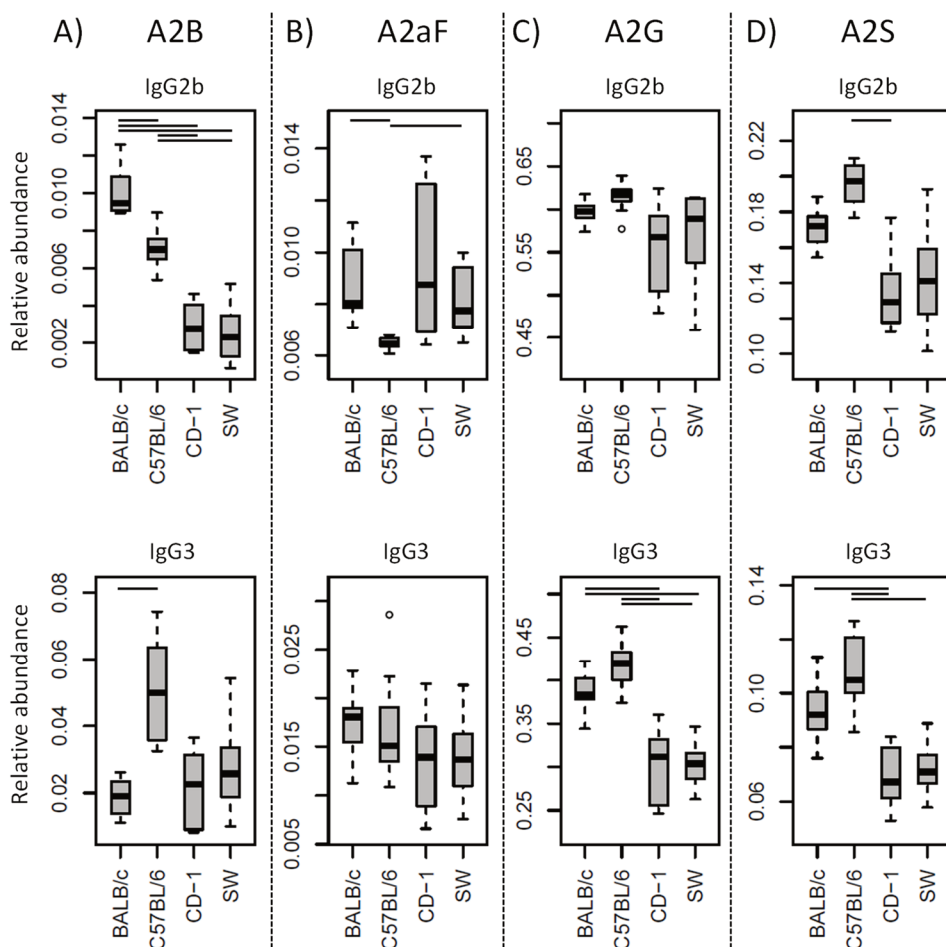 A) A2B B) A2aF C) A2G D) A2S
IgG2b IgG2b IgG2b IgG2b
Relative abundance
0.014
0.010
0.006
0.002
BALB/c
C57BL/6
CD-1
SW
0.014
0.010
0.006
BALB/c
C57BL/6
CD-1
SW
0.65
0.55
0.45
BALB/c
C57BL/6
CD-1
SW
0.22
0.18
0.14
0.10
BALB/c
C57BL/6
CD-1
SW
IgG3 IgG3 IgG3 IgG3
Relative abundance
0.08
0.06
0.04
0.02
BALB/c
C57BL/6
CD-1
SW
0.025
0.015
0.005
BALB/c
C57BL/6
CD-1
SW
0.45
0.35
0.25
BALB/c
C57BL/6
CD-1
SW
0.14
0.10
0.06
BALB/c
C57BL/6
CD-1
SW